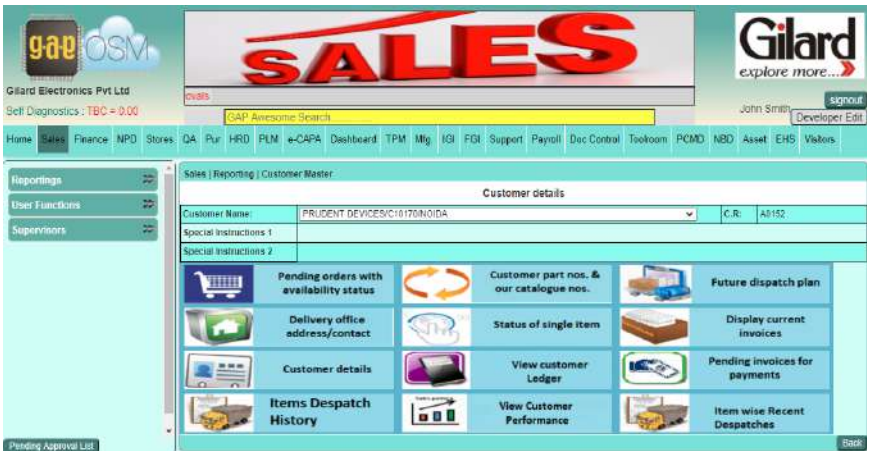 gap OSM
SALES
Gilard
explore more...
Gilard Electronics Pvt Ltd
Self Diagnostics : TBC = 0.00
ovals
GAP Awesome Search
John Smith
signout
Developer Edit
Home Sales Finance NPD Stores QA Pur HRD PLM e-CAPA Dashboard TPM Mfg IGI FGI Support Payroll Doc Control Toolroom PCMD NBD Asset EHS Visitors
Reportings
User Functions
Supervisors
Sales | Reporting | Customer Master
Customer details
Customer Name: PRUDENT DEVICES/C10170/NOIDA C.R: A0152
Special Instructions 1
Special Instructions 2
Pending orders with
availability status
Customer part nos. &
our catalogue nos.
Future dispatch plan
Delivery office
address/contact
Status of single item
Display current
invoices
Customer details
View customer
Ledger
Pending invoices for
payments
Items Despatch
History
View Customer
Performance
Item wise Recent
Despatches
Pending Approval List
Back